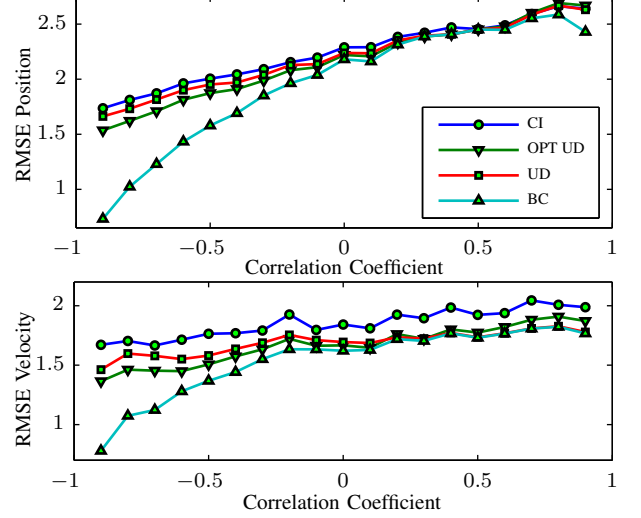 2.5
2
1.5
1
RMSE Position
CI
OPT UD
UD
BC
−1
−0.5
0
0.5
1
Correlation Coefficient
2
1.5
1
RMSE Velocity
−1
−0.5
0
0.5
1
Correlation Coefficient